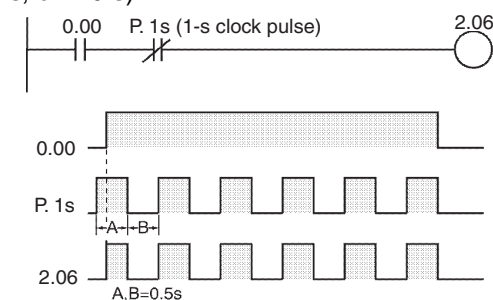 0.00 P. 1s (1-s clock pulse) 2.06
0.00
P. 1s
A B
2.06
A.B=0.5s